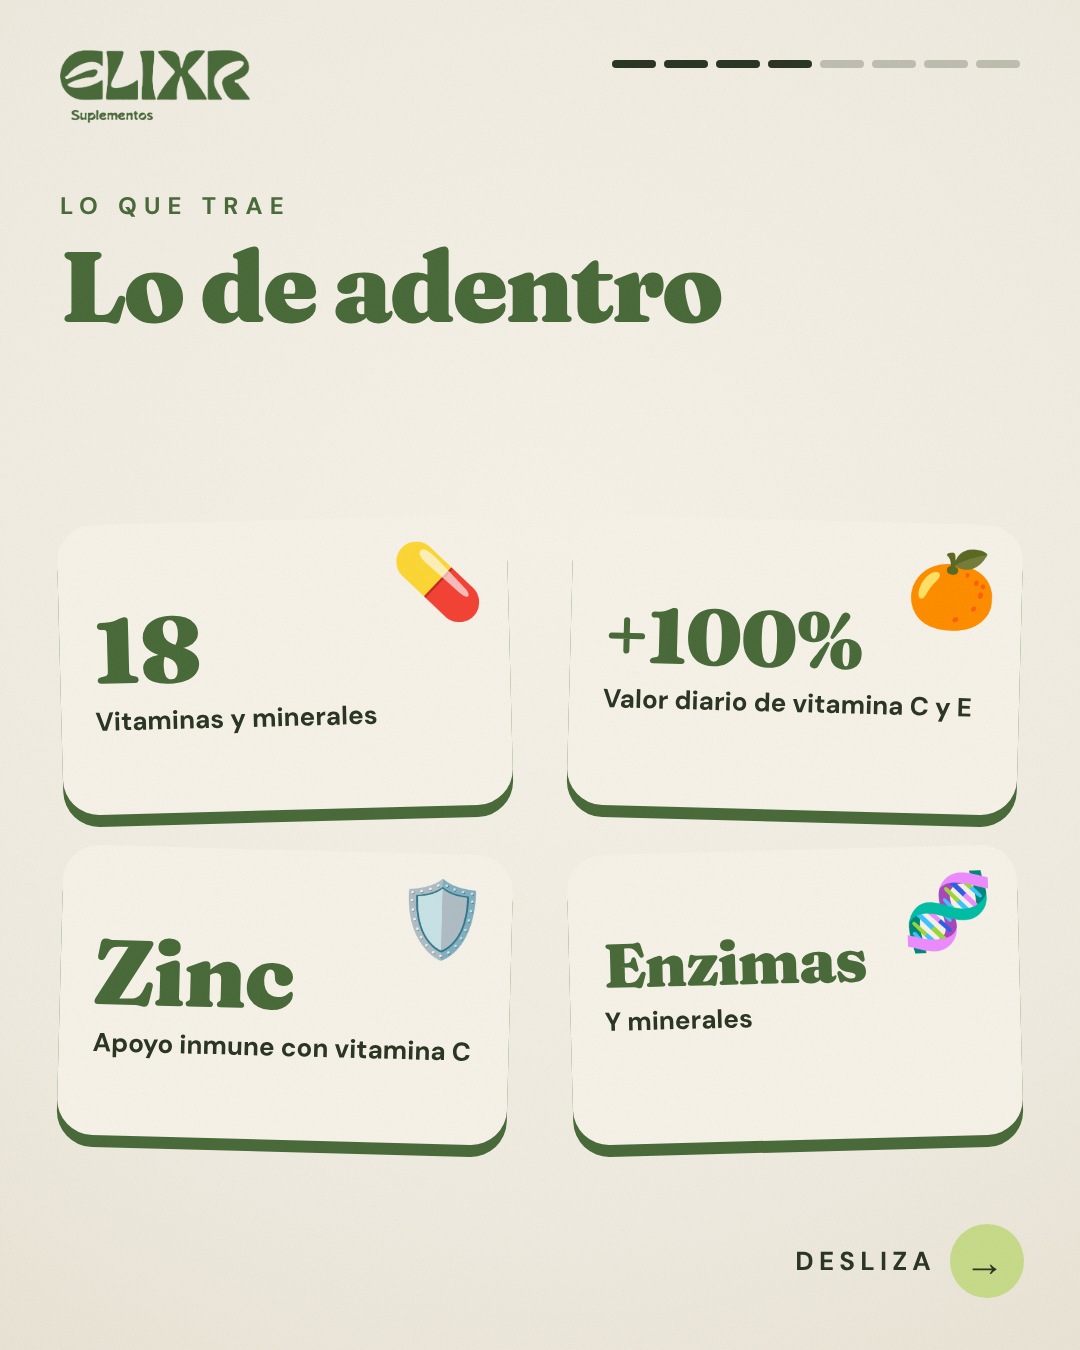 ELIXR
Suplementos
LO QUE TRAE
Lo de adentro
18
Vitaminas y minerales
+100%
Valor diario de vitamina C y E
Zinc
Apoyo inmune con vitamina C
Enzimas
Y minerales
DESLIZA →